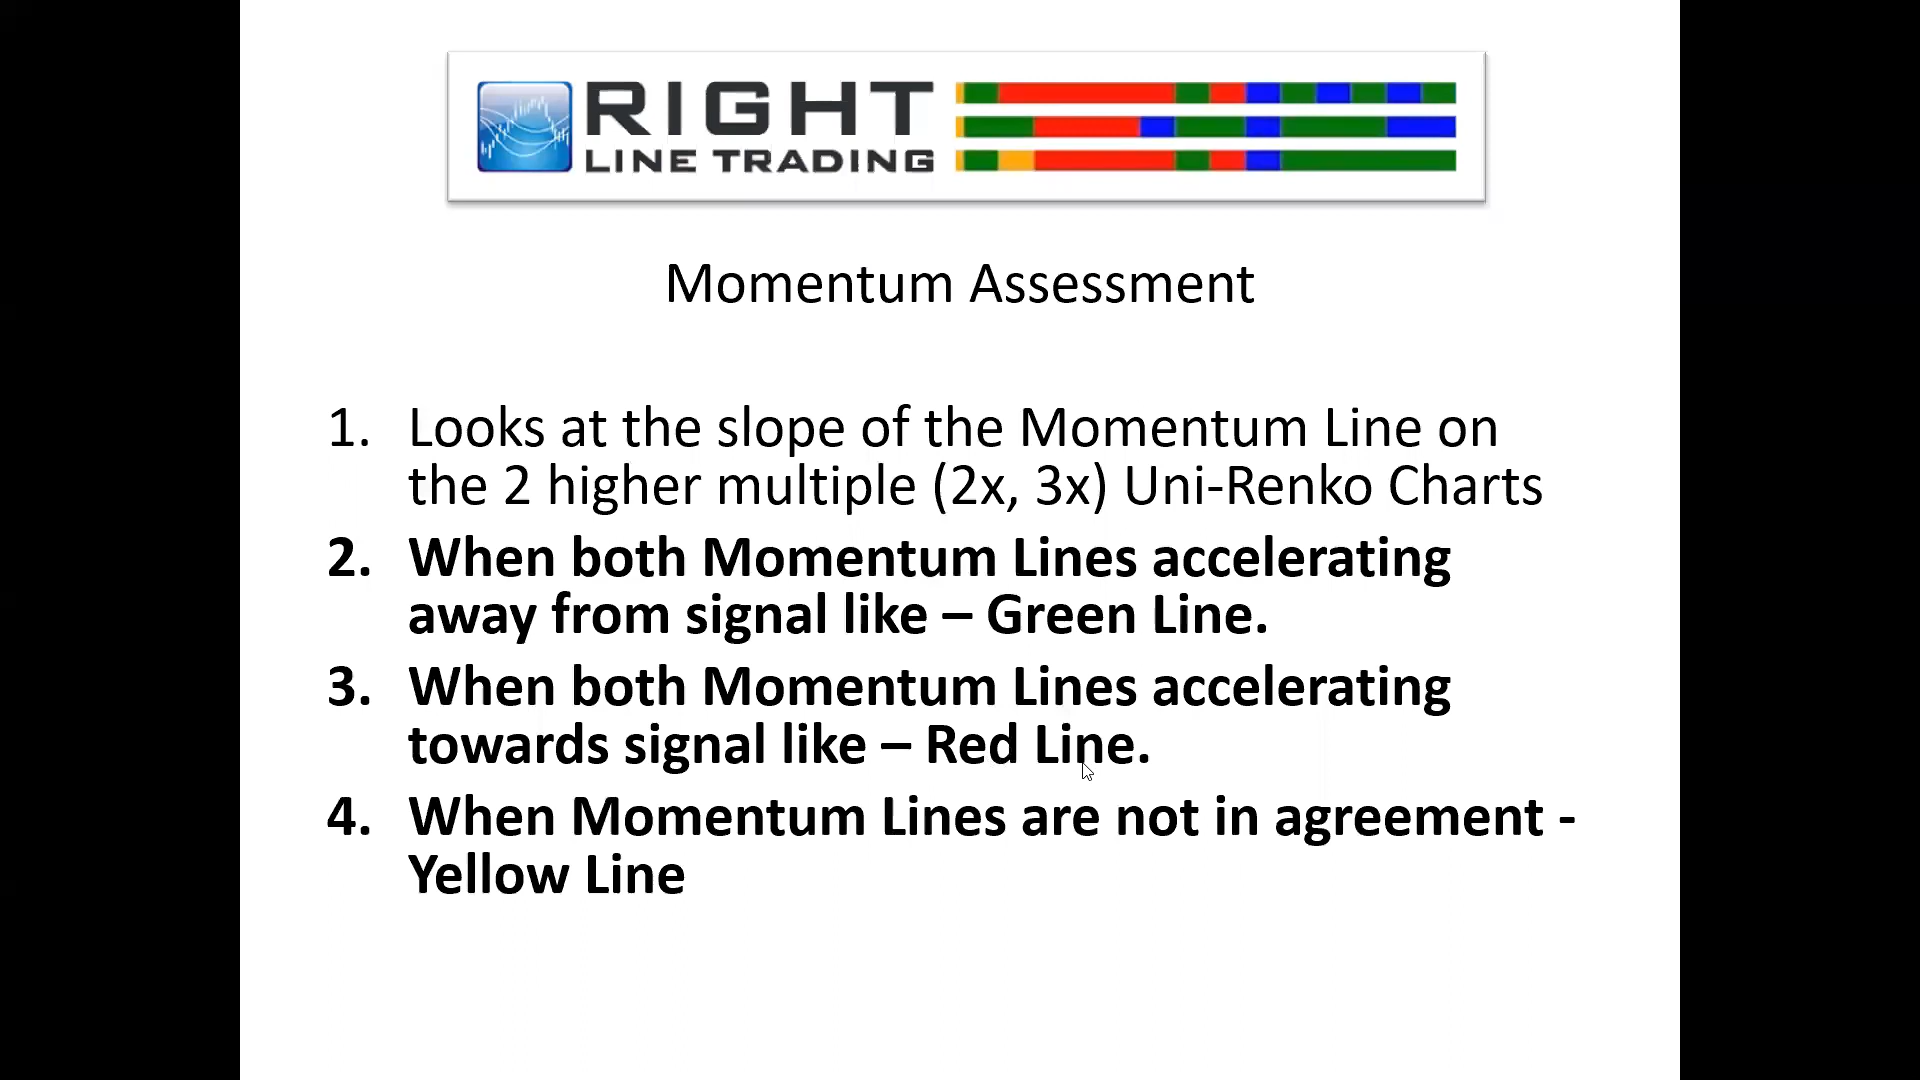 RIGHT
LINE TRADING
Momentum Assessment
1. Looks at the slope of the Momentum Line on
the 2 higher multiple (2x, 3x) Uni-Renko Charts
2. When both Momentum Lines accelerating
away from signal like – Green Line.
3. When both Momentum Lines accelerating
towards signal like – Red Line.
4. When Momentum Lines are not in agreement -
Yellow Line